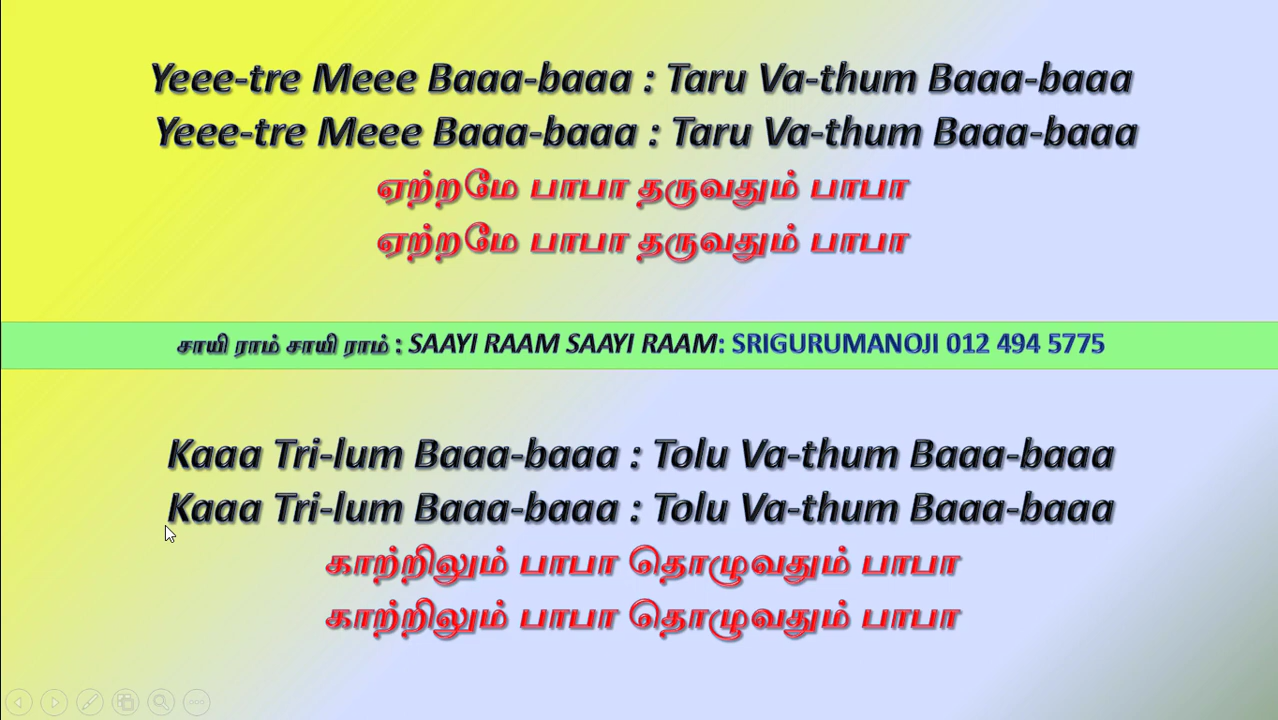 Yeee-tre Meee Baaa-baaa : Taru Va-thum Baaa-baaa
Yeee-tre Meee Baaa-baaa : Taru Va-thum Baaa-baaa
ஏற்றமே பாபா தருவதும் பாபா
ஏற்றமே பாபா தருவதும் பாபா
சாயி ராம் சாயி ராம் : SAAYI RAAM SAAYI RAAM: SRIGURUMANOJI 012 494 5775
Kaaa Tri-lum Baaa-baaa : Tolu Va-thum Baaa-baaa
Kaaa Tri-lum Baaa-baaa : Tolu Va-thum Baaa-baaa
காற்றிலும் பாபா தொழுவதும் பாபா
காற்றிலும் பாபா தொழுவதும் பாபா